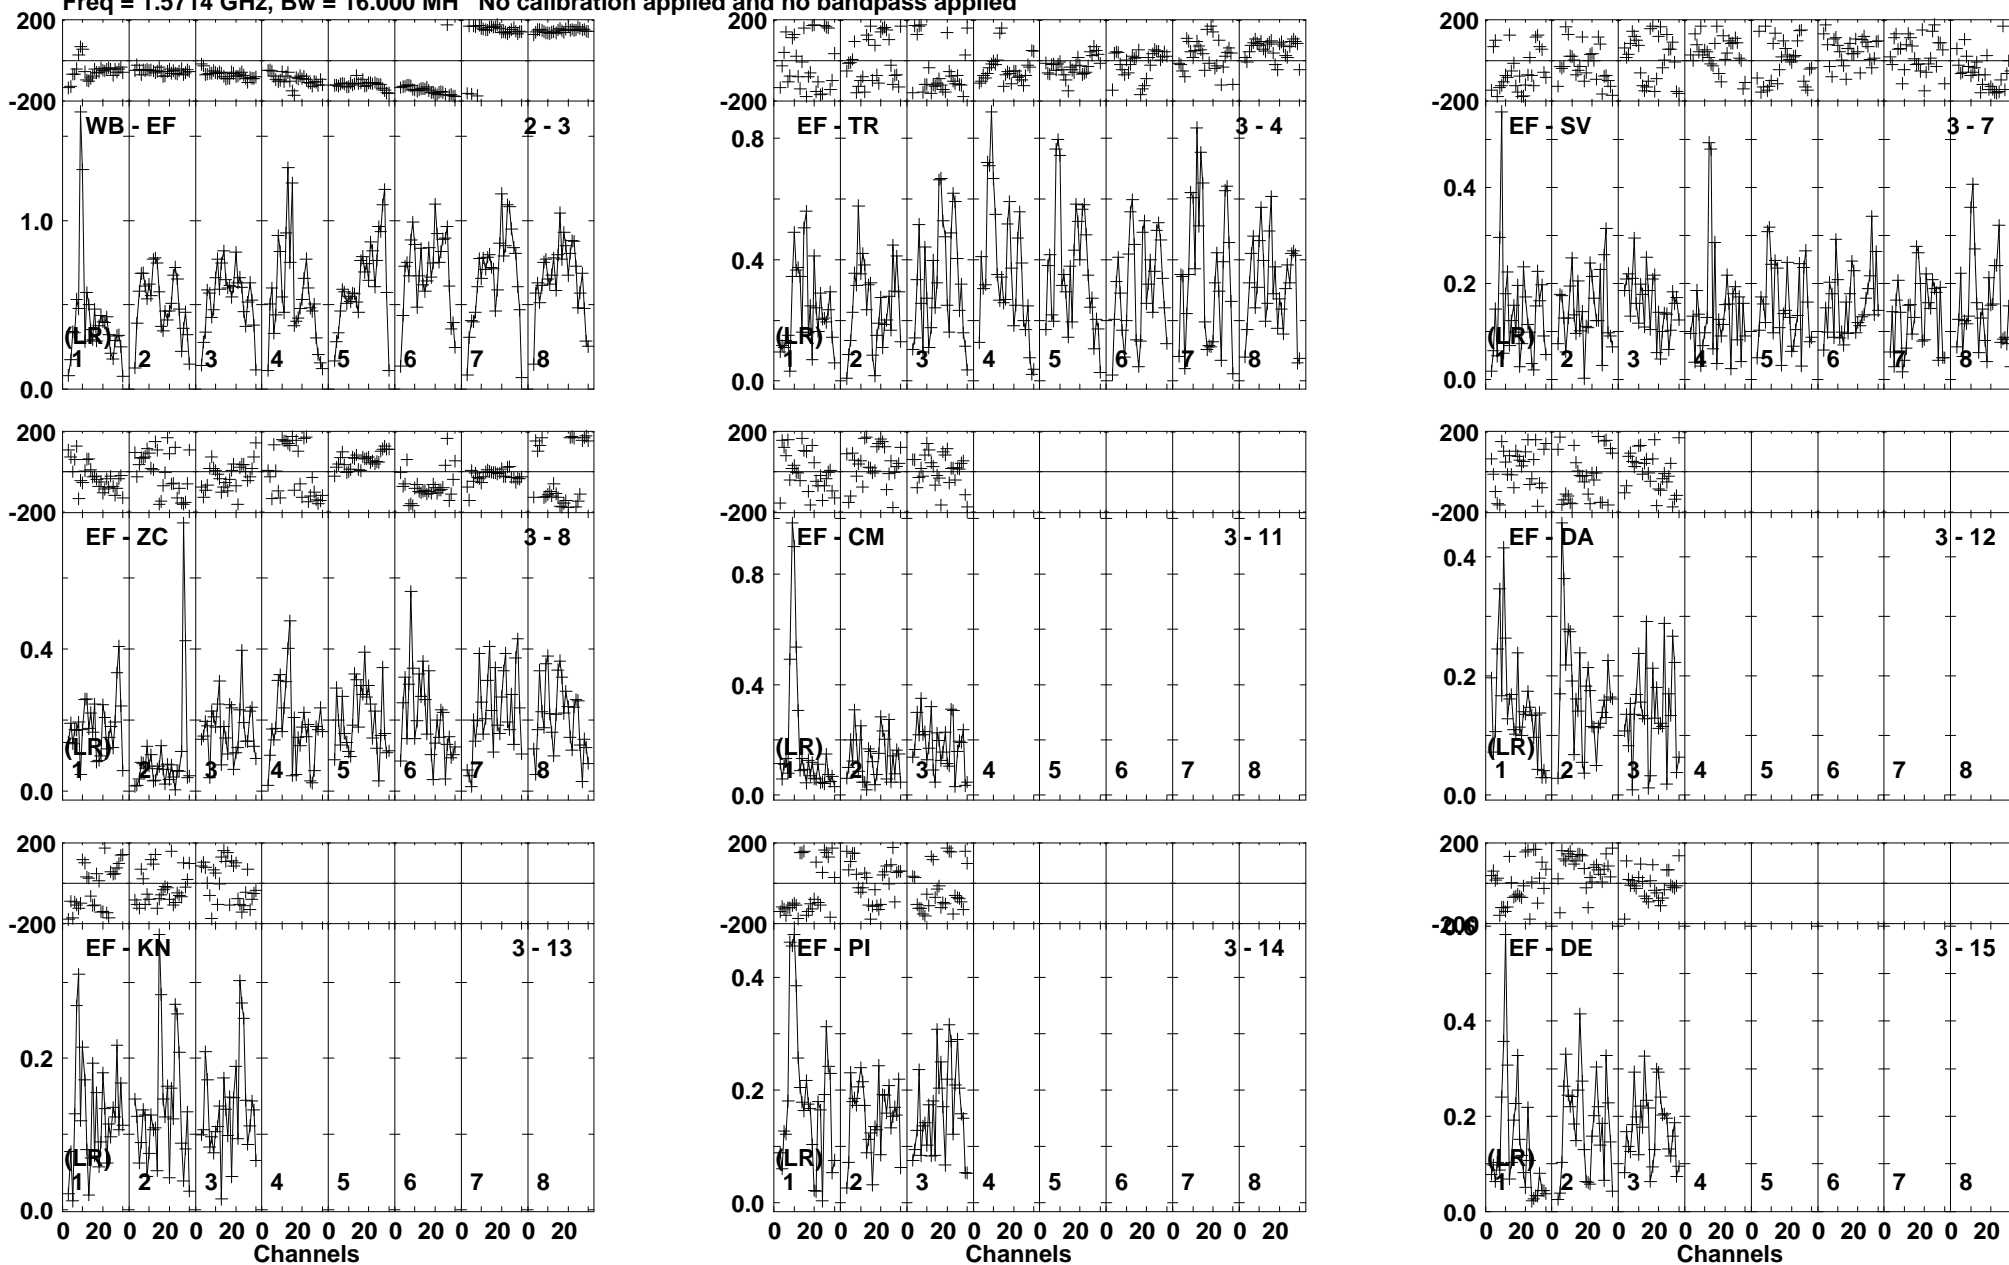 Freq = 1.5714 GHz, Bw = 16.000 MH No calibration applied and no bandpass applied
200
-200
WB - EF 2 - 3
1.0
0.0
(LR)
1 2 3 4 5 6 7 8
200
-200
EF - TR 3 - 4
0.8
0.4
0.0
(LR)
1 2 3 4 5 6 7 8
200
-200
EF - SV 3 - 7
0.4
0.2
0.0
(LR)
1 2 3 4 5 6 7 8
200
-200
EF - ZC 3 - 8
0.4
0.0
(LR)
1 2 3 4 5 6 7 8
200
-200
EF - CM 3 - 11
0.8
0.4
0.0
(LR)
1 2 3 4 5 6 7 8
200
-200
EF - DA 3 - 12
0.4
0.2
0.0
(LR)
1 2 3 4 5 6 7 8
200
-200
EF - KN 3 - 13
0.2
0.0
(LR)
1 2 3 4 5 6 7 8
0 20 0 20 0 20 0 20 0 20 0 20 0 20 0 20
Channels
200
-200
EF - PI 3 - 14
0.4
0.2
0.0
(LR)
1 2 3 4 5 6 7 8
0 20 0 20 0 20 0 20 0 20 0 20 0 20 0 20
Channels
200
-200
0.6
EF - DE 3 - 15
0.4
0.2
0.0
(LR)
1 2 3 4 5 6 7 8
0 20 0 20 0 20 0 20 0 20 0 20 0 20 0 20
Channels